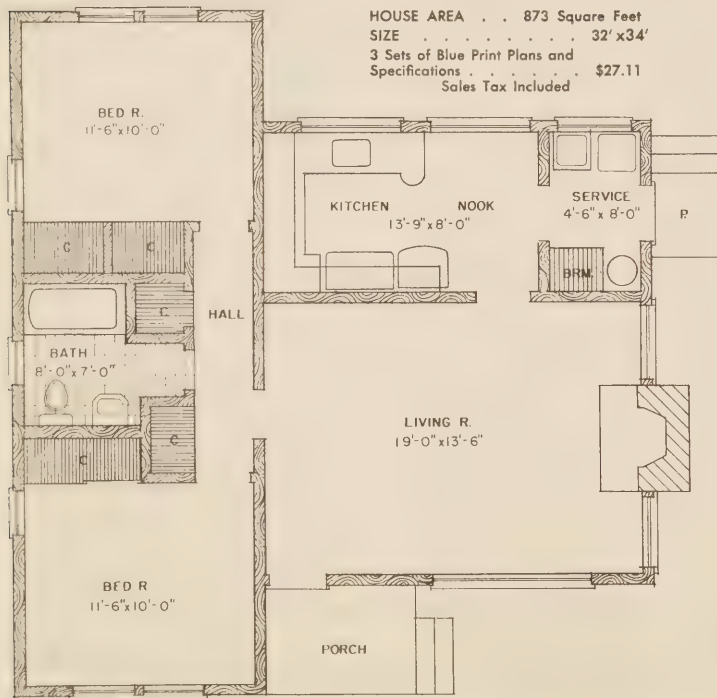 HOUSE AREA . . 873 Square Feet
SIZE . . . . . . . . 32'x34'
3 Sets of Blue Print Plans and
Specifications . . . . . . $27.11
Sales Tax Included
BED R.
11'-6"x10'-0"
KITCHEN NOOK
13'-9"x8'-0"
SERVICE
4'-6"x8'-0"
P.
C
C
BRM.
C
HALL
BATH
8'-0"x7'-0"
LIVING R.
19'-0"x13'-6"
C
C
BED R
11'-6"x10'-0"
PORCH